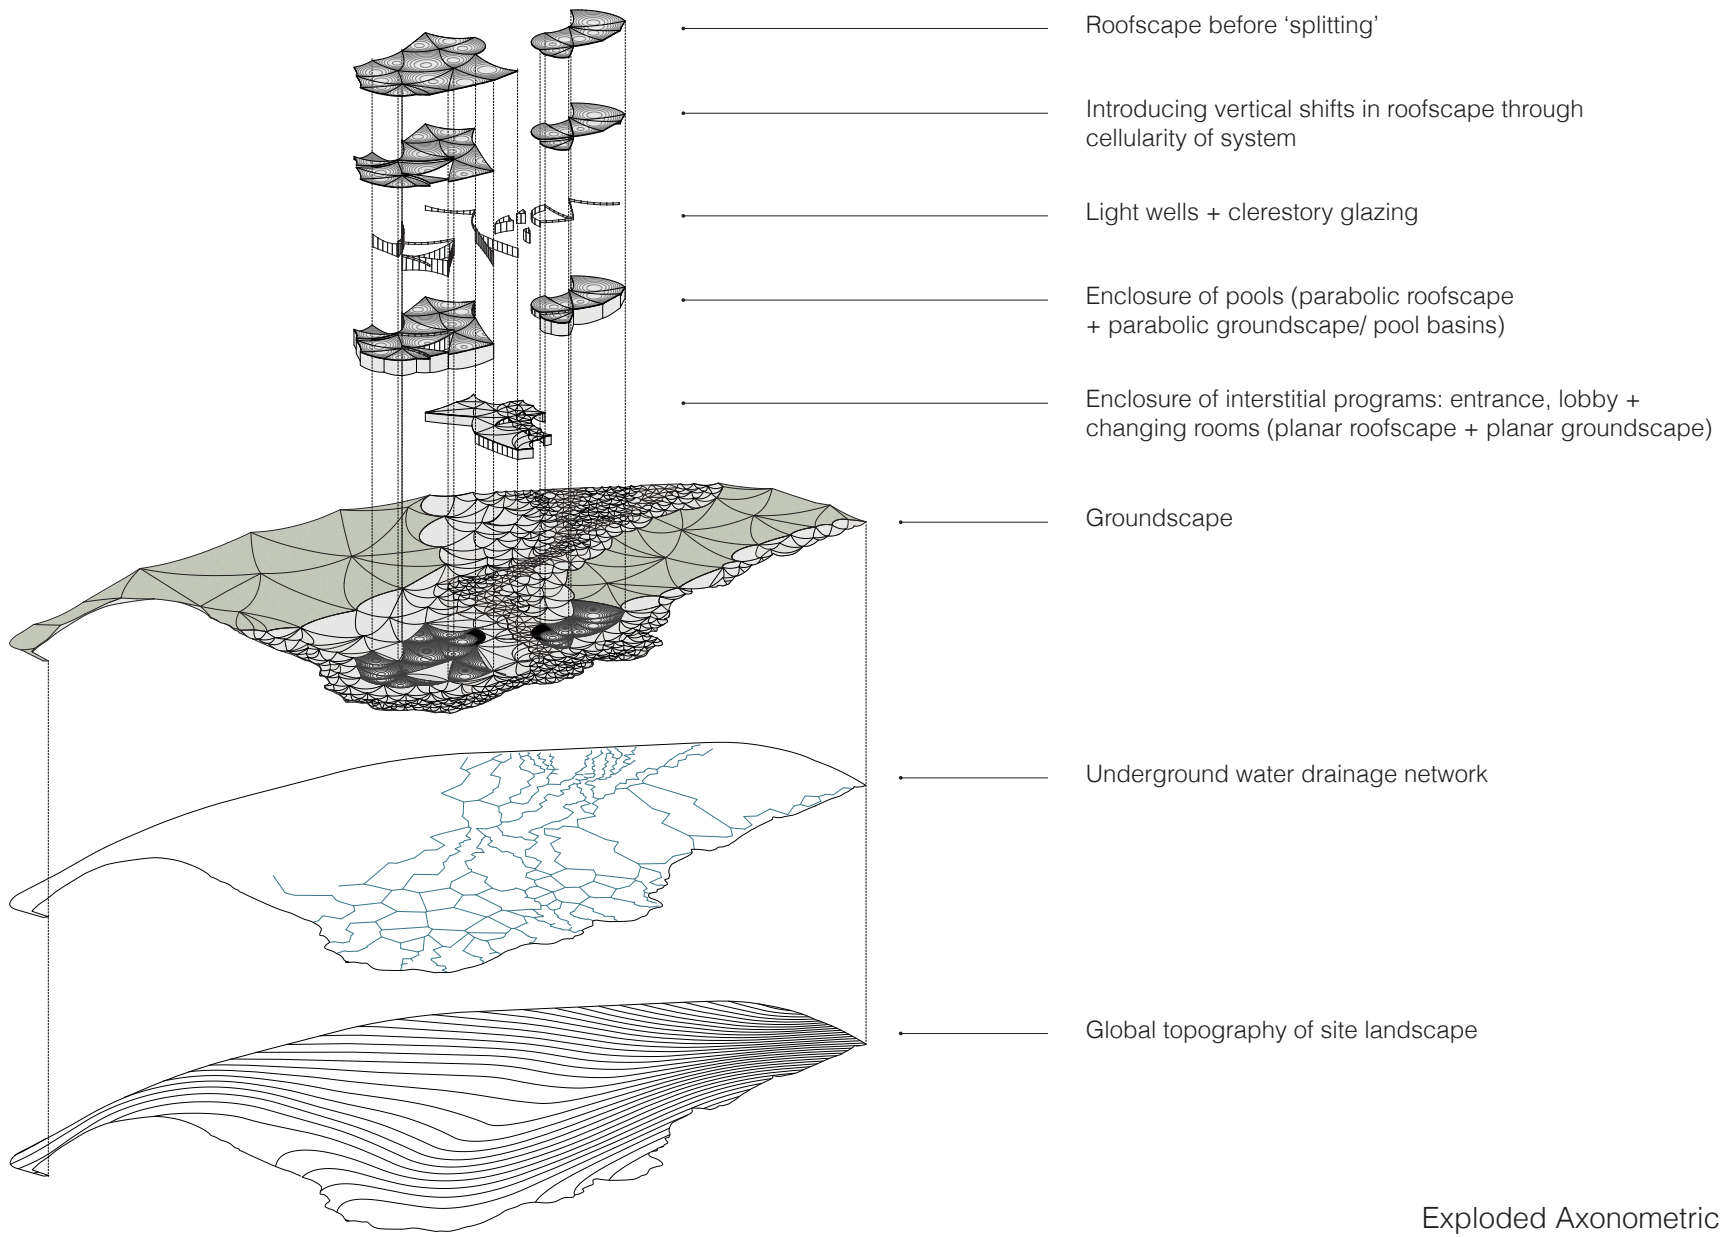 Roofscape before ‘splitting’
Introducing vertical shifts in roofscape through
cellularity of system
Light wells + clerestory glazing
Enclosure of pools (parabolic roofscape
+ parabolic groundscape/ pool basins)
Enclosure of interstitial programs: entrance, lobby +
changing rooms (planar roofscape + planar groundscape)
Groundscape
Underground water drainage network
Global topography of site landscape
Exploded Axonometric